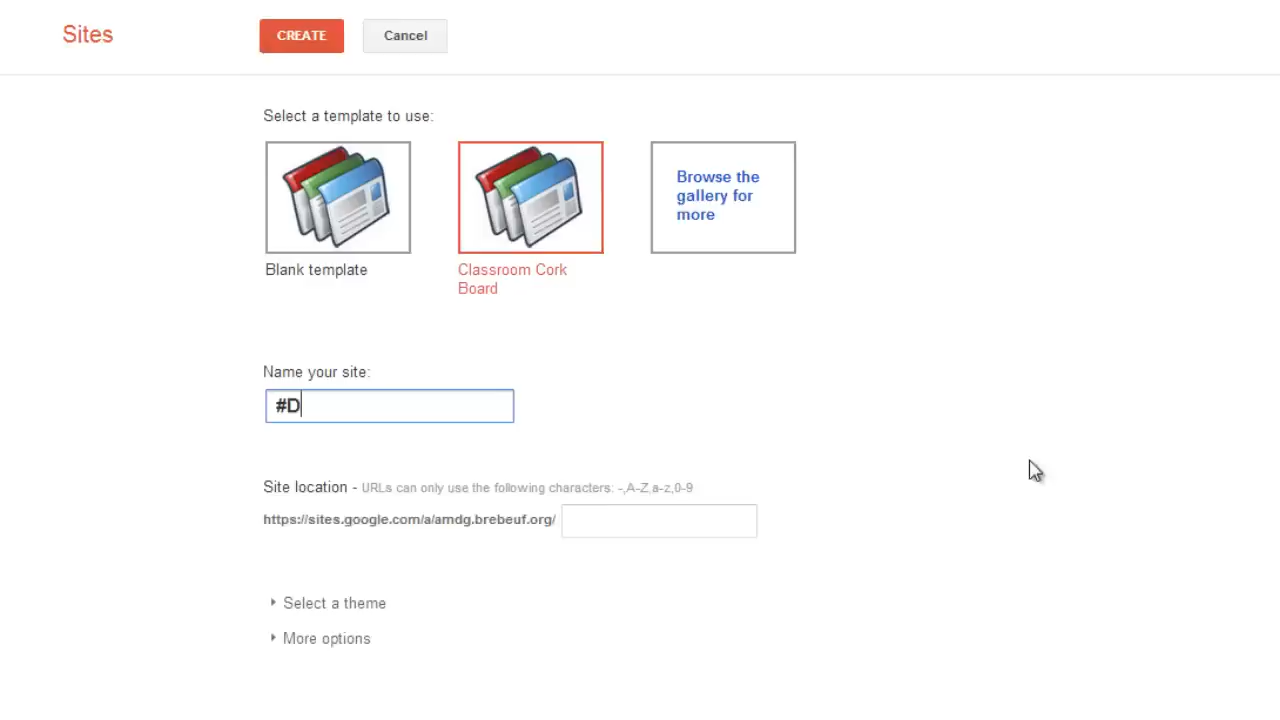 Sites
CREATE
Cancel
Select a template to use:
Browse the
gallery for
more
Blank template
Classroom Cork
Board
Name your site:
#D
Site location - URLs can only use the following characters: -,A-Z,a-z,0-9
https://sites.google.com/a/amdg.brebeuf.org/
Select a theme
More options